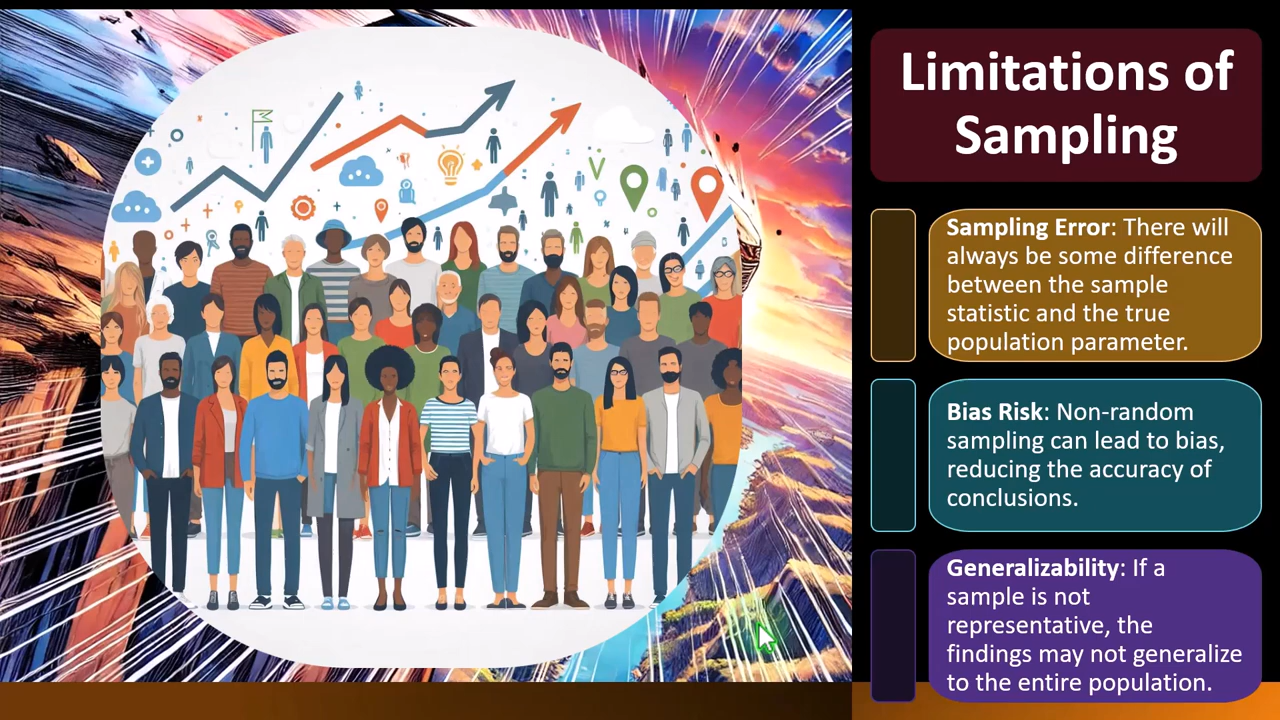 Limitations of
Sampling
Sampling Error: There will
always be some difference
between the sample
statistic and the true
population parameter.
Bias Risk: Non-random
sampling can lead to bias,
reducing the accuracy of
conclusions.
Generalizability: If a
sample is not
representative, the
findings may not generalize
to the entire population.